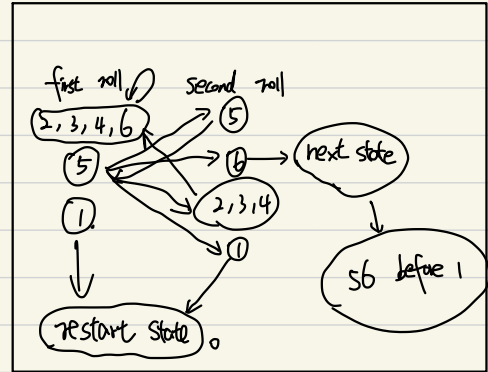 first roll
second roll
2, 3, 4, 6
5
5
6
next state
1.
2,3,4
1
56 before 1
restart state.